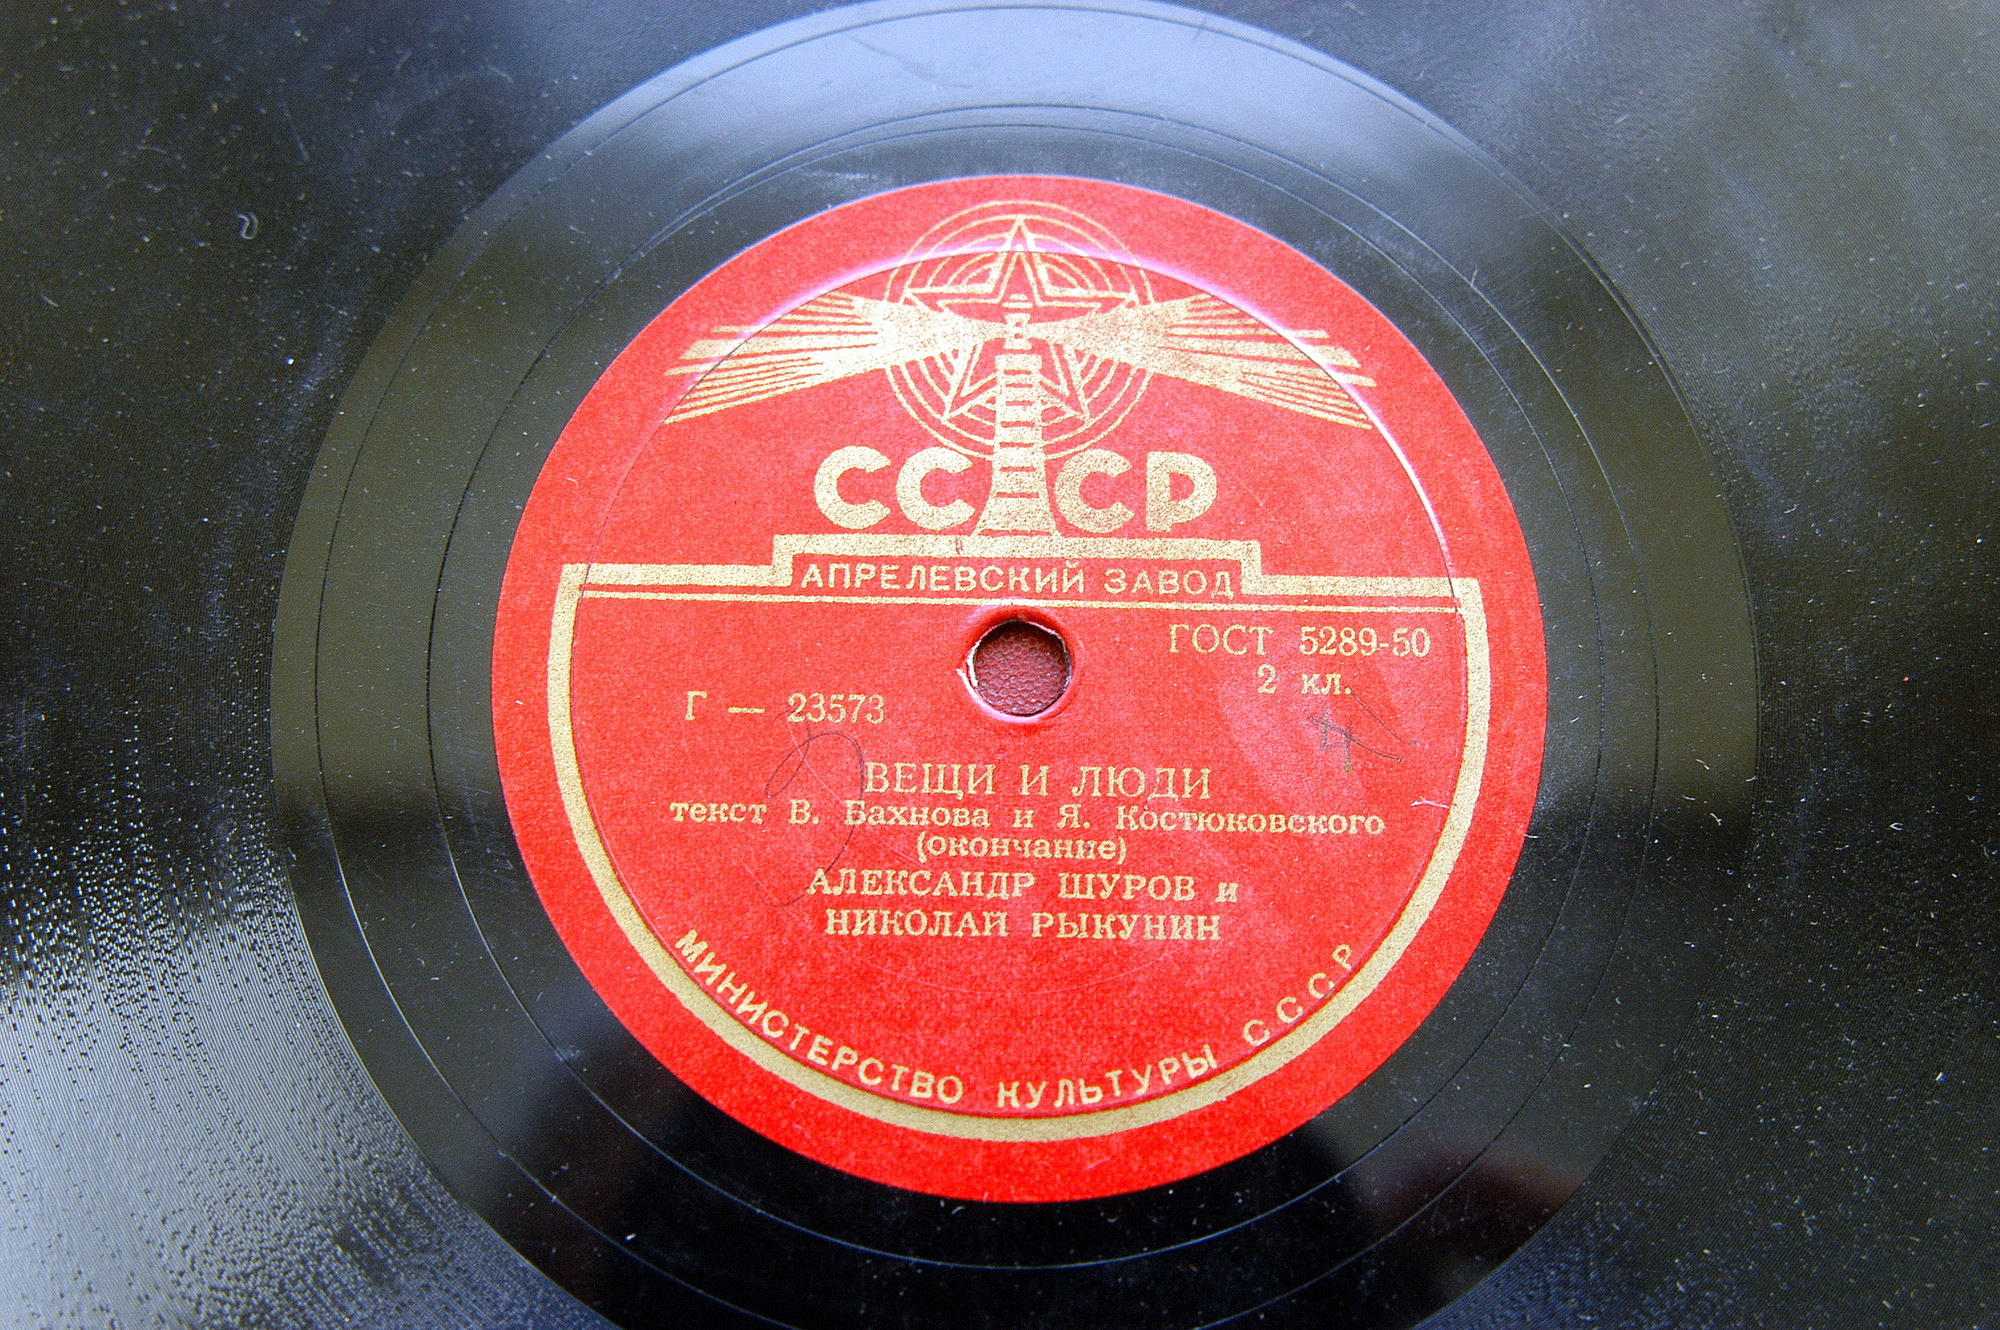 СССР
АПРЕЛЕВСКИЙ ЗАВОД
ГОСТ 5289-50
2 кл.
Г — 23573
ВЕЩИ И ЛЮДИ
текст В. Бахнова и Я. Костюковского
(окончание)
АЛЕКСАНДР ШУРОВ и
НИКОЛАЙ РЫКУНИН
МИНИСТЕРСТВО КУЛЬТУРЫ СССР